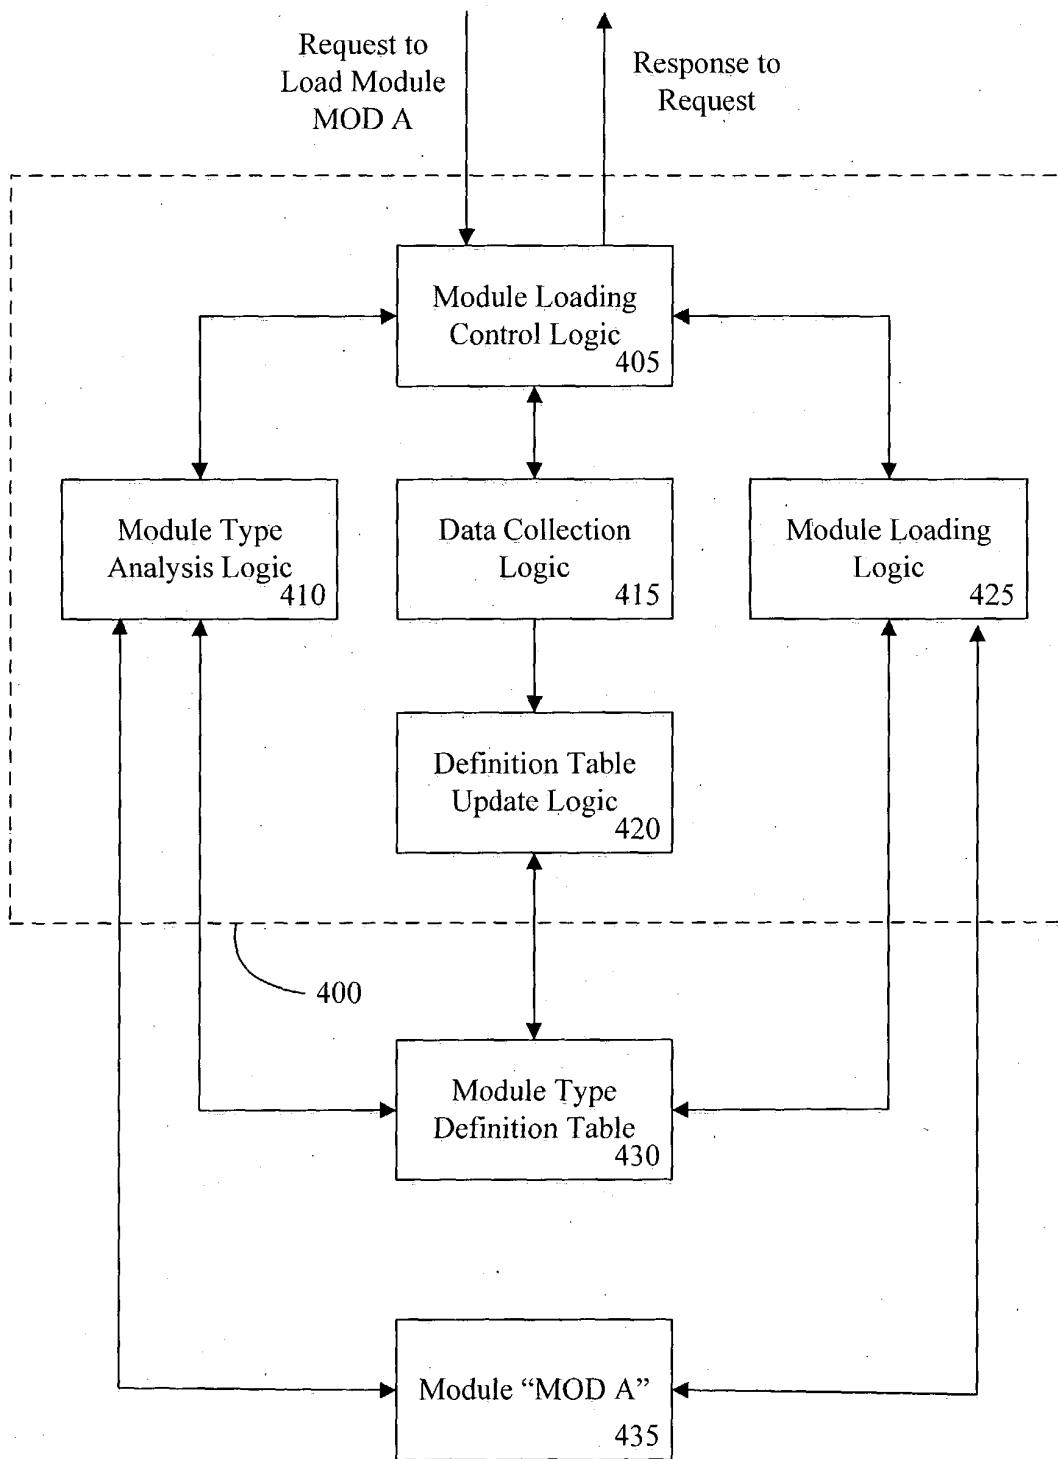 Request to
Load Module
MOD A
Response to
Request
Module Loading
Control Logic
405
Module Type
Analysis Logic
410
Data Collection
Logic
415
Module Loading
Logic
425
Definition Table
Update Logic
420
400
Module Type
Definition Table
430
Module “MOD A”
435